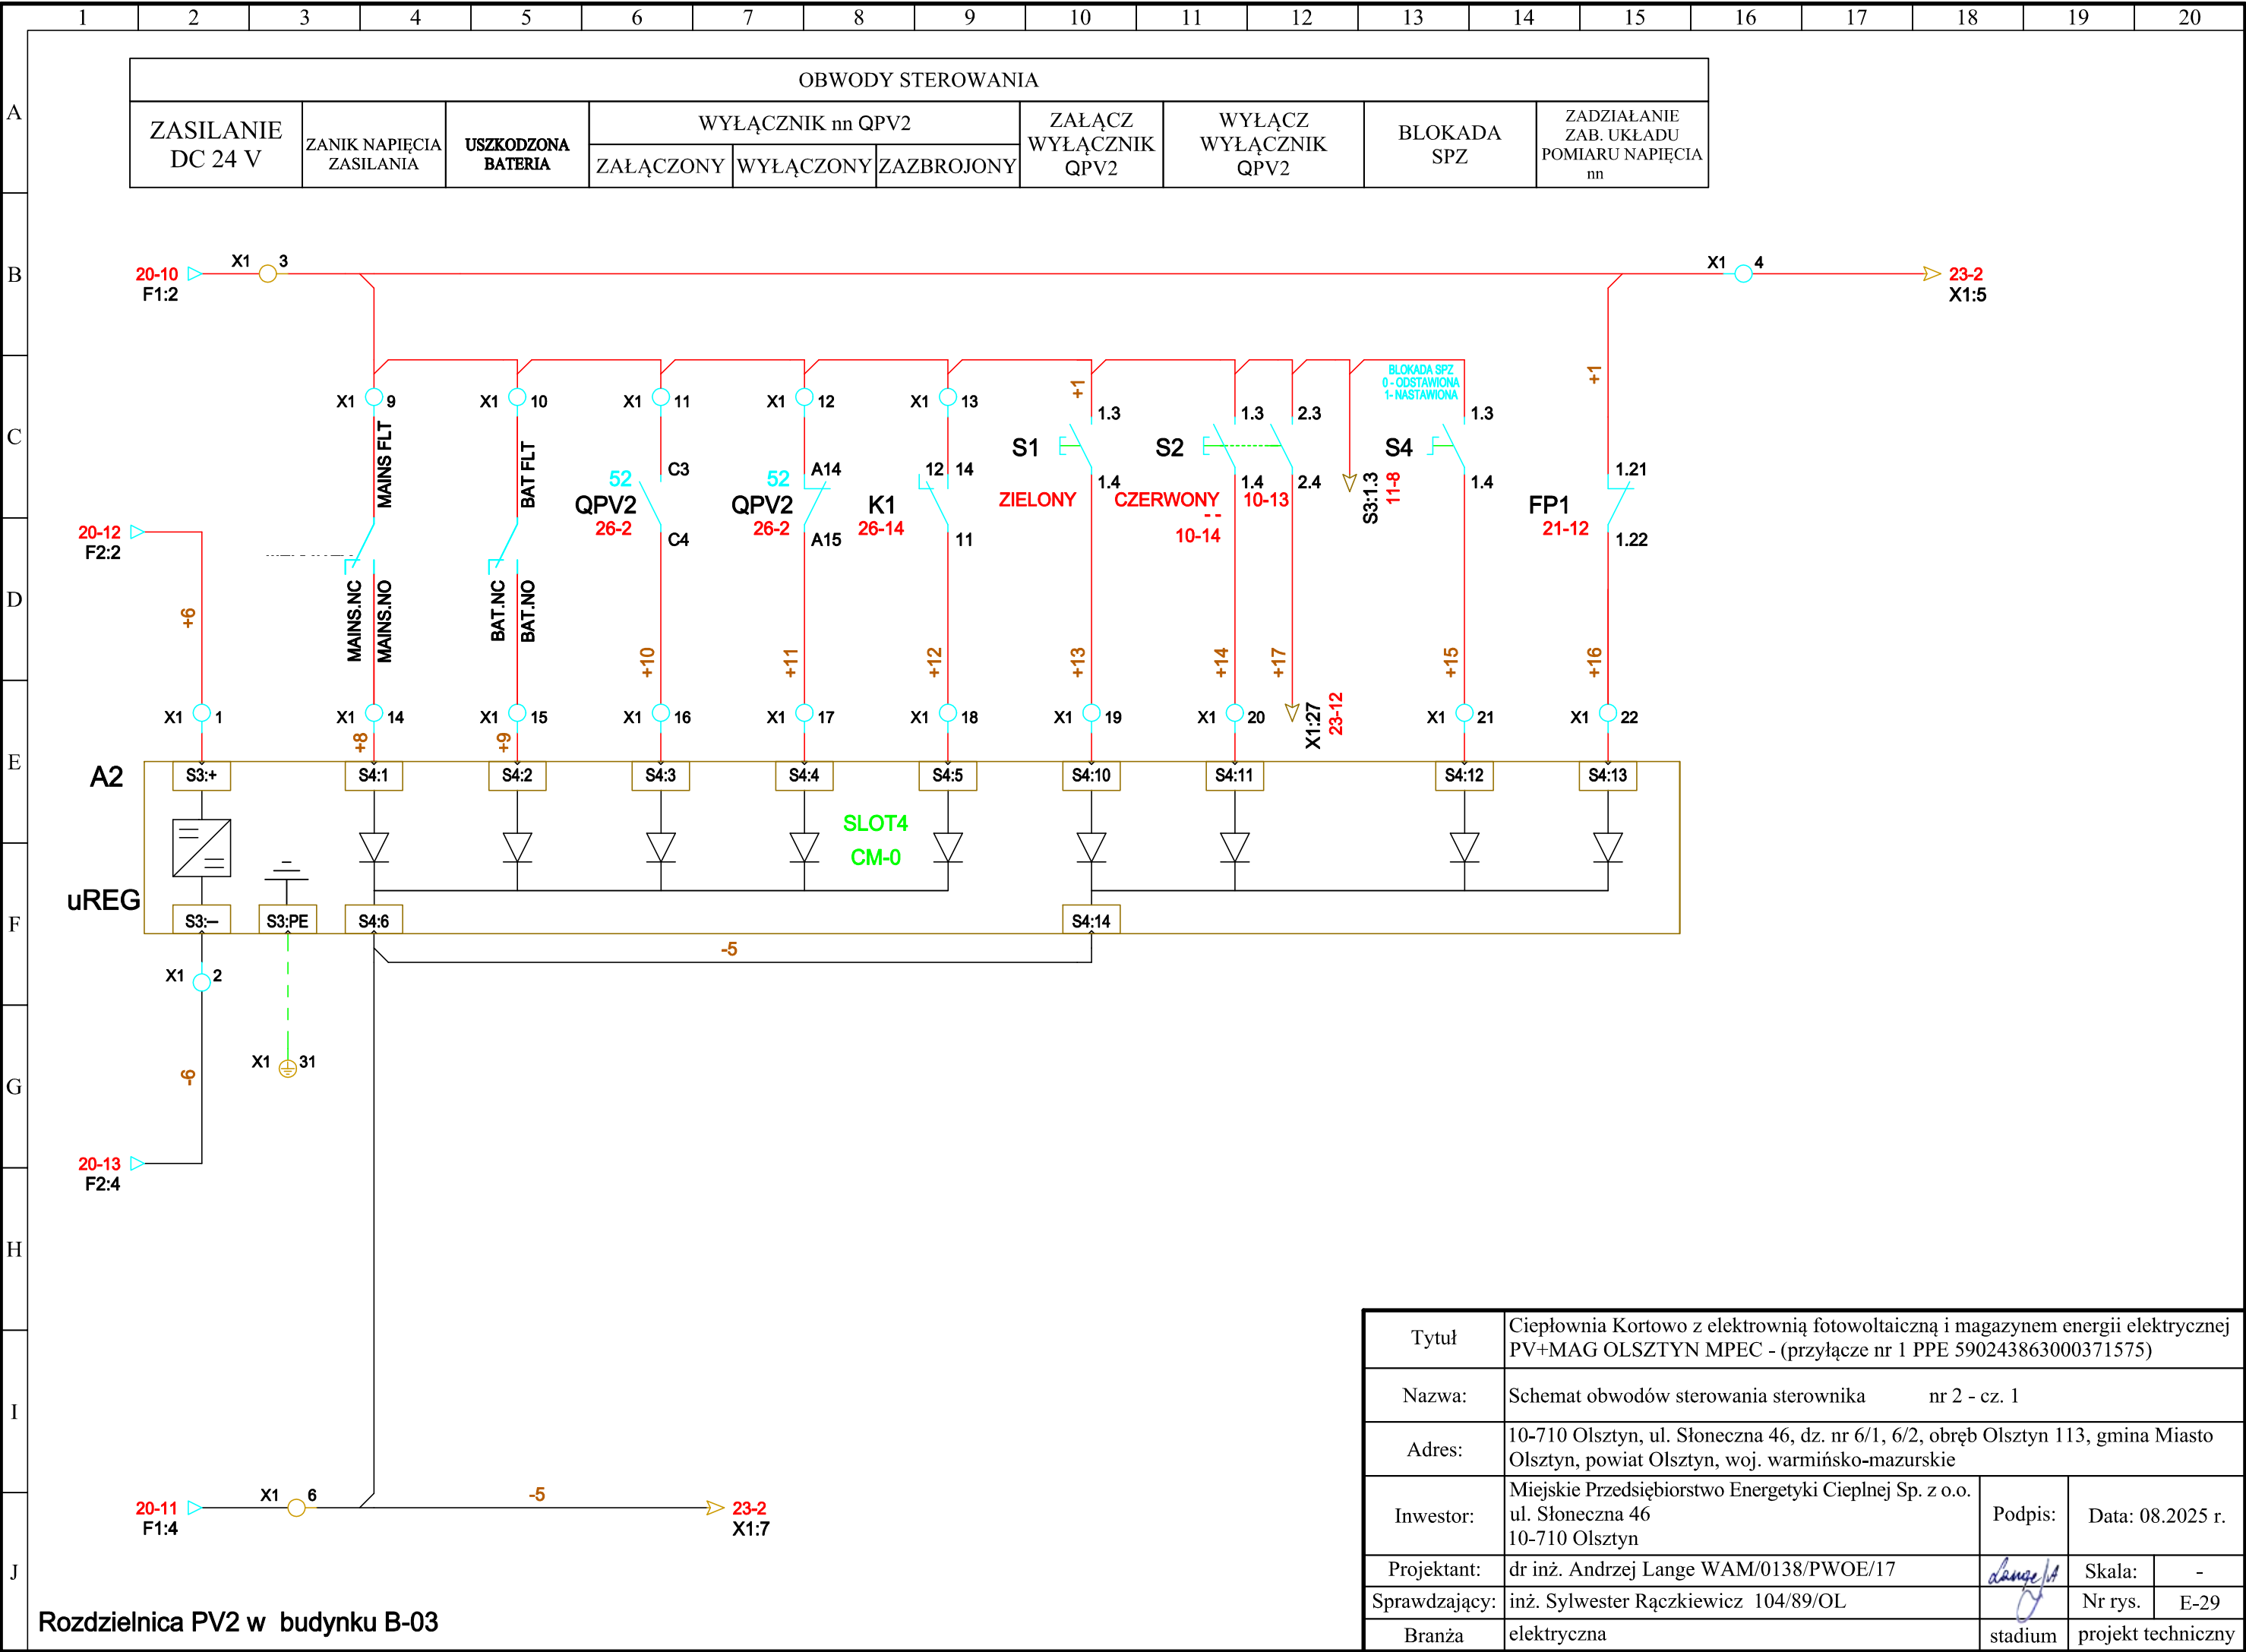 1 2 3 4 5 6 7 8 9 10 11 12 13 14 15 16 17 18 19 20
A
B
C
D
E
F
G
H
I
J
OBWODY STEROWANIA
ZASILANIE
DC 24 V
ZANIK NAPIĘCIA
ZASILANIA
USZKODZONA
BATERIA
WYŁĄCZNIK nn QPV2
ZAŁĄCZONY
WYŁĄCZONY
ZAZBROJONY
ZAŁĄCZ
WYŁĄCZNIK
QPV2
WYŁĄCZ
WYŁĄCZNIK
QPV2
BLOKADA
SPZ
ZADZIAŁANIE
ZAB. UKŁADU
POMIARU NAPIĘCIA
nn
20-10
F1:2
X1 3
X1 4
23-2
X1:5
X1 9
X1 10
X1 11
X1 12
X1 13
+1
BLOKADA SPZ
0 - ODSTAWIONA
1- NASTAWIONA
+1
MAINS FLT
BAT FLT
52
QPV2
26-2
C3
C4
52
QPV2
26-2
A14
A15
K1
26-14
12 14
11
S1
1.3
1.4
ZIELONY
S2
1.3
1.4
2.3
2.4
CZERWONY
- -
10-13
10-14
S3:1.3
11-8
S4
1.3
1.4
FP1
21-12
1.21
1.22
20-12
F2:2
+6
MAINS.NC
MAINS.NO
BAT.NC
BAT.NO
+10
+11
+12
+13
+14
+17
+15
+16
X1 1
X1 14
X1 15
X1 16
X1 17
X1 18
X1 19
X1 20
X1:27
23-12
X1 21
X1 22
+8
+9
A2
S3:+
S4:1
S4:2
S4:3
S4:4
S4:5
S4:10
S4:11
S4:12
S4:13
SLOT4
CM-0
uREG
S3:–
S3:PE
S4:6
S4:14
-5
X1 2
X1 31
-6
20-13
F2:4
20-11
F1:4
X1 6
-5
23-2
X1:7
Rozdzielnica PV2 w budynku B-03
Tytuł
Ciepłownia Kortowo z elektrownią fotowoltaiczną i magazynem energii elektrycznej
PV+MAG OLSZTYN MPEC - (przyłącze nr 1 PPE 590243863000371575)
Nazwa:
Schemat obwodów sterowania sterownika nr 2 - cz. 1
Adres:
10-710 Olsztyn, ul. Słoneczna 46, dz. nr 6/1, 6/2, obręb Olsztyn 113, gmina Miasto
Olsztyn, powiat Olsztyn, woj. warmińsko-mazurskie
Inwestor:
Miejskie Przedsiębiorstwo Energetyki Cieplnej Sp. z o.o.
ul. Słoneczna 46
10-710 Olsztyn
Podpis:
Data: 08.2025 r.
Projektant:
dr inż. Andrzej Lange WAM/0138/PWOE/17
Lange A
Skala:
-
Sprawdzający:
inż. Sylwester Rączkiewicz 104/89/OL
Nr rys.
E-29
Branża
elektryczna
stadium
projekt techniczny